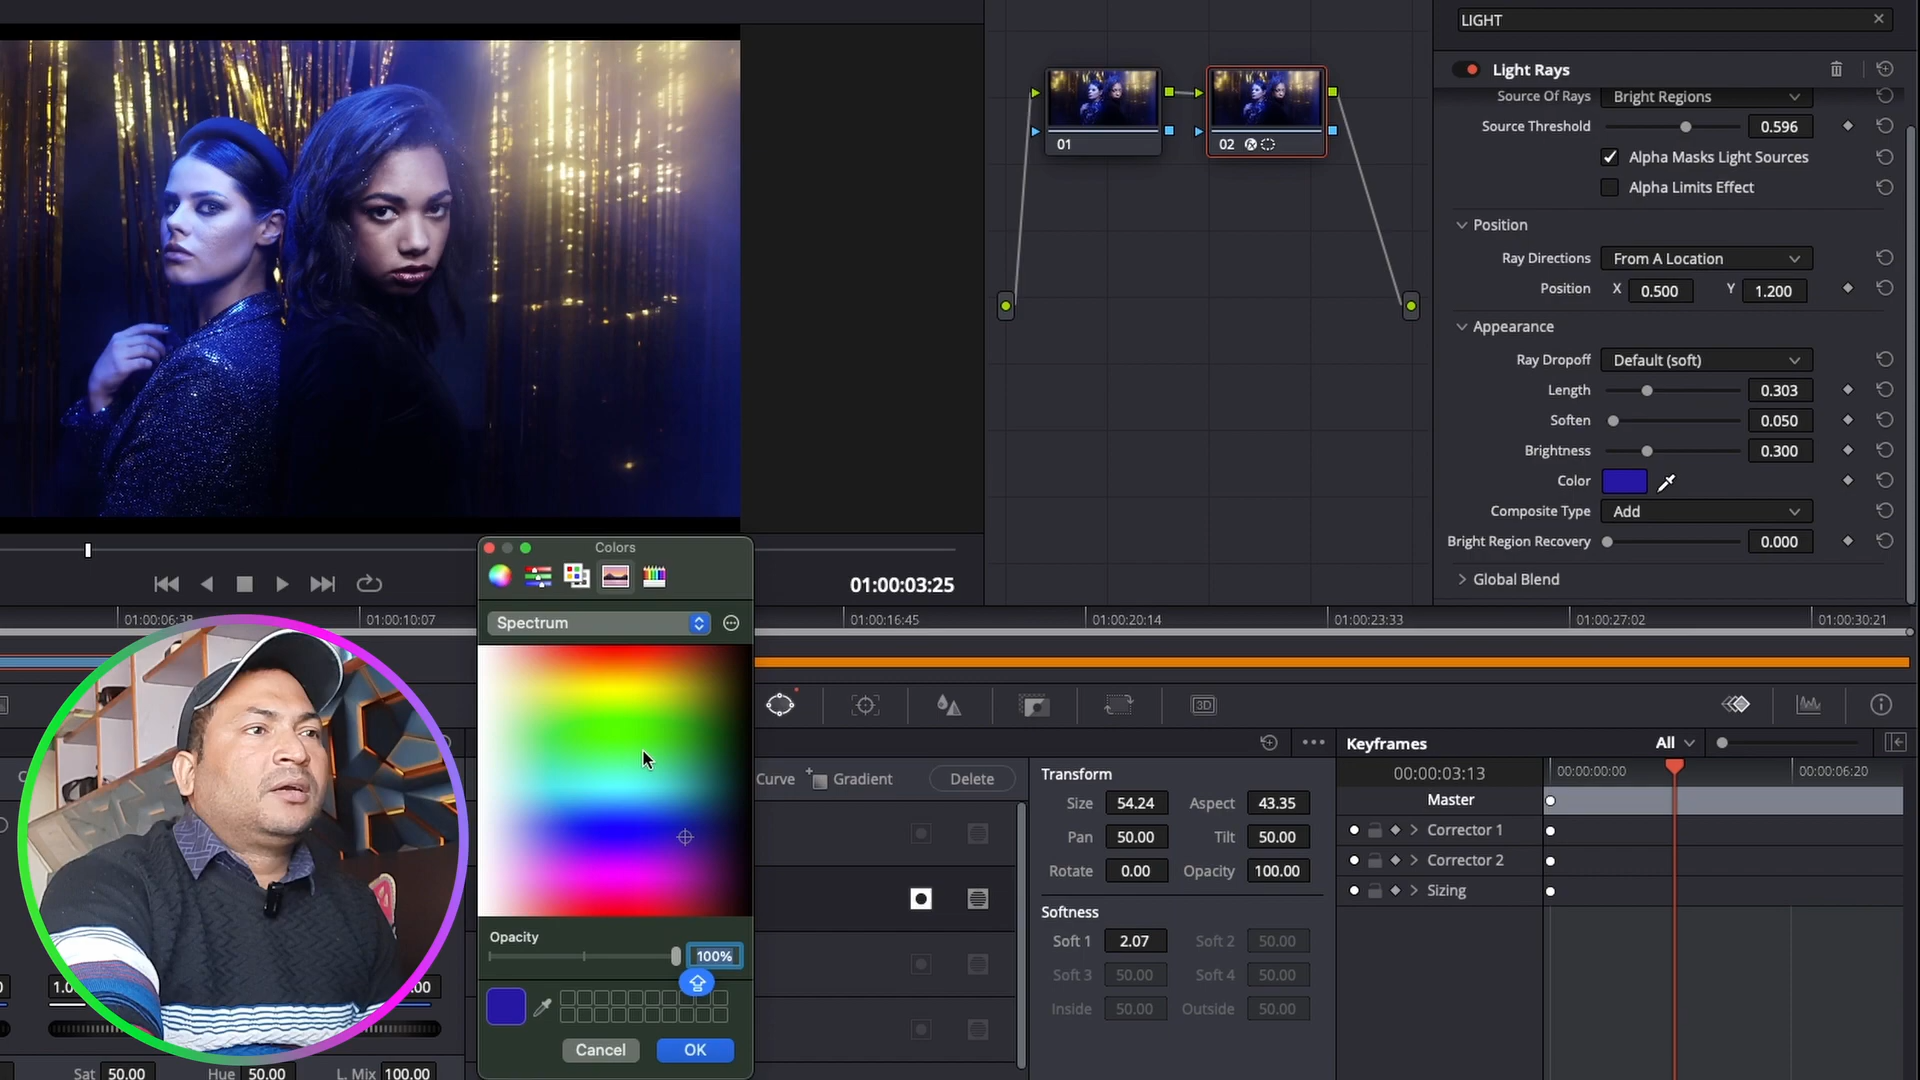 LIGHT
Light Rays
Source Of Rays Bright Regions
Source Threshold 0.596
Alpha Masks Light Sources
Alpha Limits Effect
Position
Ray Directions From A Location
Position X 0.500 Y 1.200
Appearance
Ray Dropoff Default (soft)
Length 0.303
Soften 0.050
Brightness 0.300
Color
Composite Type Add
Bright Region Recovery 0.000
Global Blend
01
02
01:00:03:25
01:00:06:38 01:00:10:07 01:00:16:45 01:00:20:14 01:00:23:33 01:00:27:02 01:00:30:21
Colors
Spectrum
Opacity
100%
Cancel OK
3D
Curve Gradient Delete
Transform
Size 54.24 Aspect 43.35
Pan 50.00 Tilt 50.00
Rotate 0.00 Opacity 100.00
Softness
Soft 1 2.07 Soft 2 50.00
Soft 3 50.00 Soft 4 50.00
Inside 50.00 Outside 50.00
Keyframes All
00:00:03:13 00:00:00:00 00:00:06:20
Master
Corrector 1
Corrector 2
Sizing
Sat 50.00 Hue 50.00 L. Mix 100.00